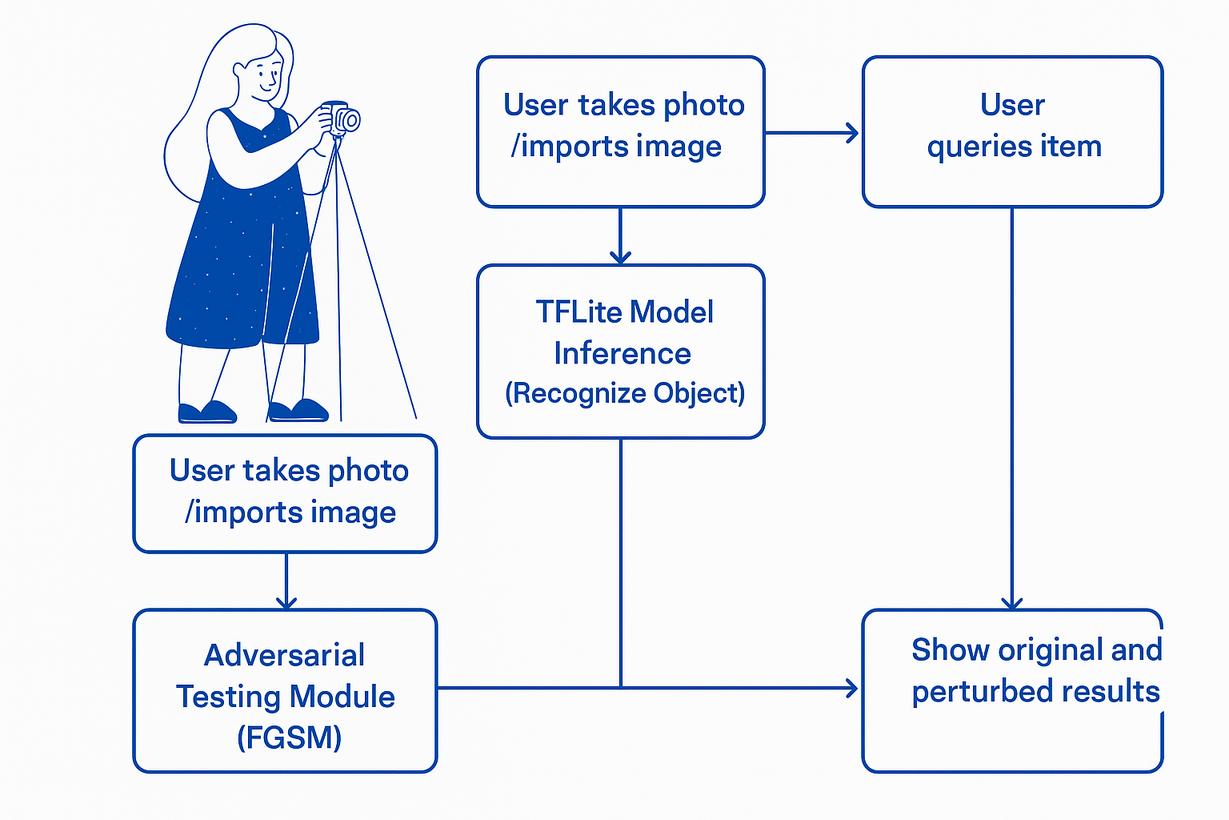 User takes photo
/imports image
User
queries item
TFLite Model
Inference
(Recognize Object)
User takes photo
/imports image
Adversarial
Testing Module
(FGSM)
Show original and
perturbed results